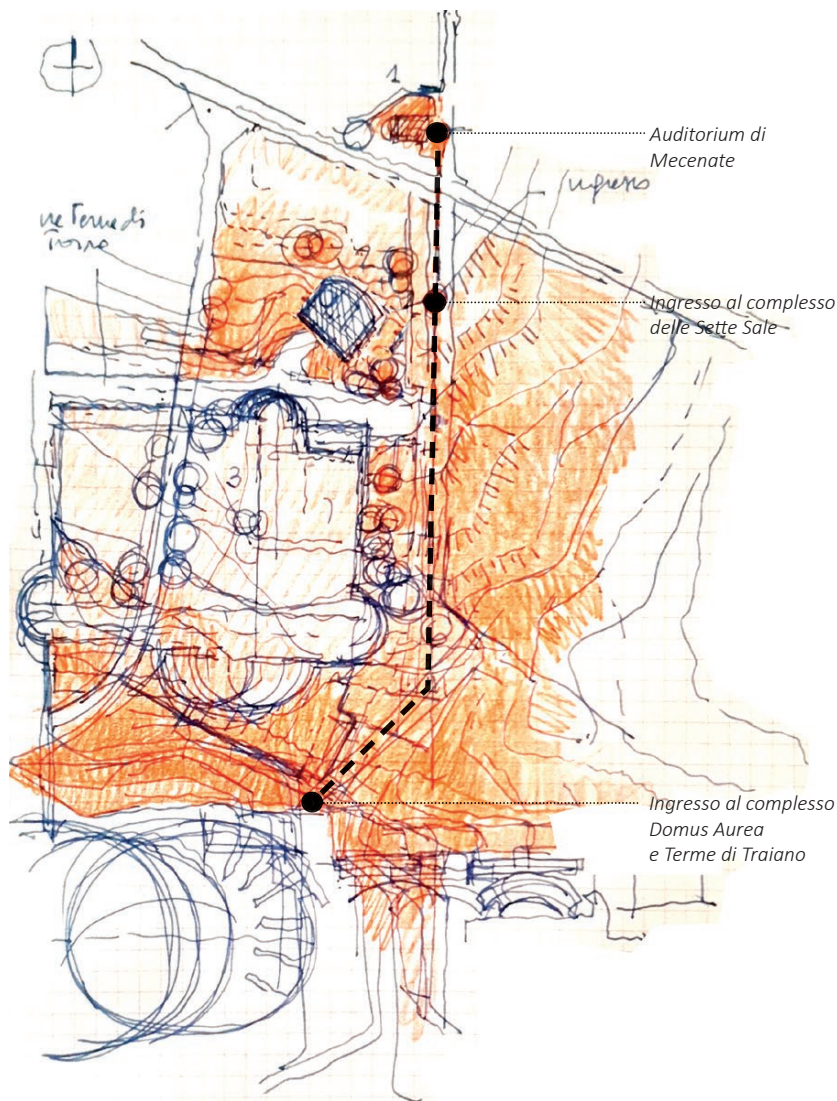 1
Auditorium di
Mecenate
ingresso
Ingresso al complesso
delle Sette Sale
3
Ingresso al complesso
Domus Aurea
e Terme di Traiano